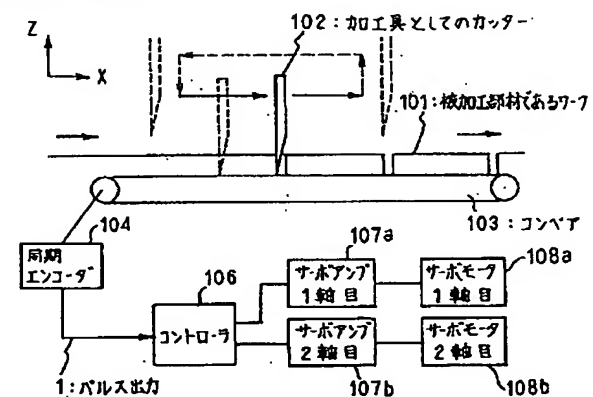 Z
102:加工具としてのカッター
X
101:被加工部材であるワーク
103:コンベア
104
同期
エンコーダ
106
コントローラ
107a
サーボアンプ
1軸目
サーボモータ
1軸目
108a
サーボアンプ
2軸目
サーボモータ
2軸目
1:パルス出力
107b
108b